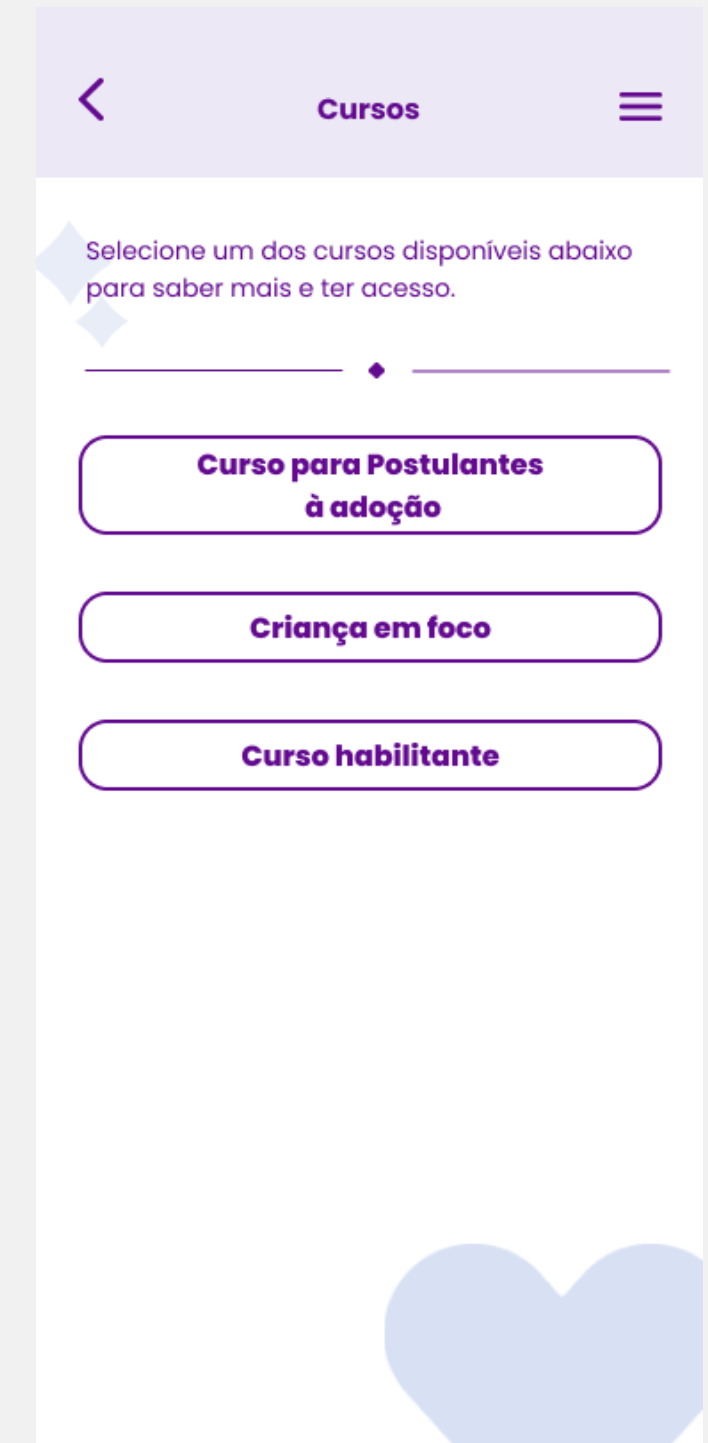 Cursos
Selecione um dos cursos disponíveis abaixo
para saber mais e ter acesso.
Curso para Postulantes
à adoção
Criança em foco
Curso habilitante